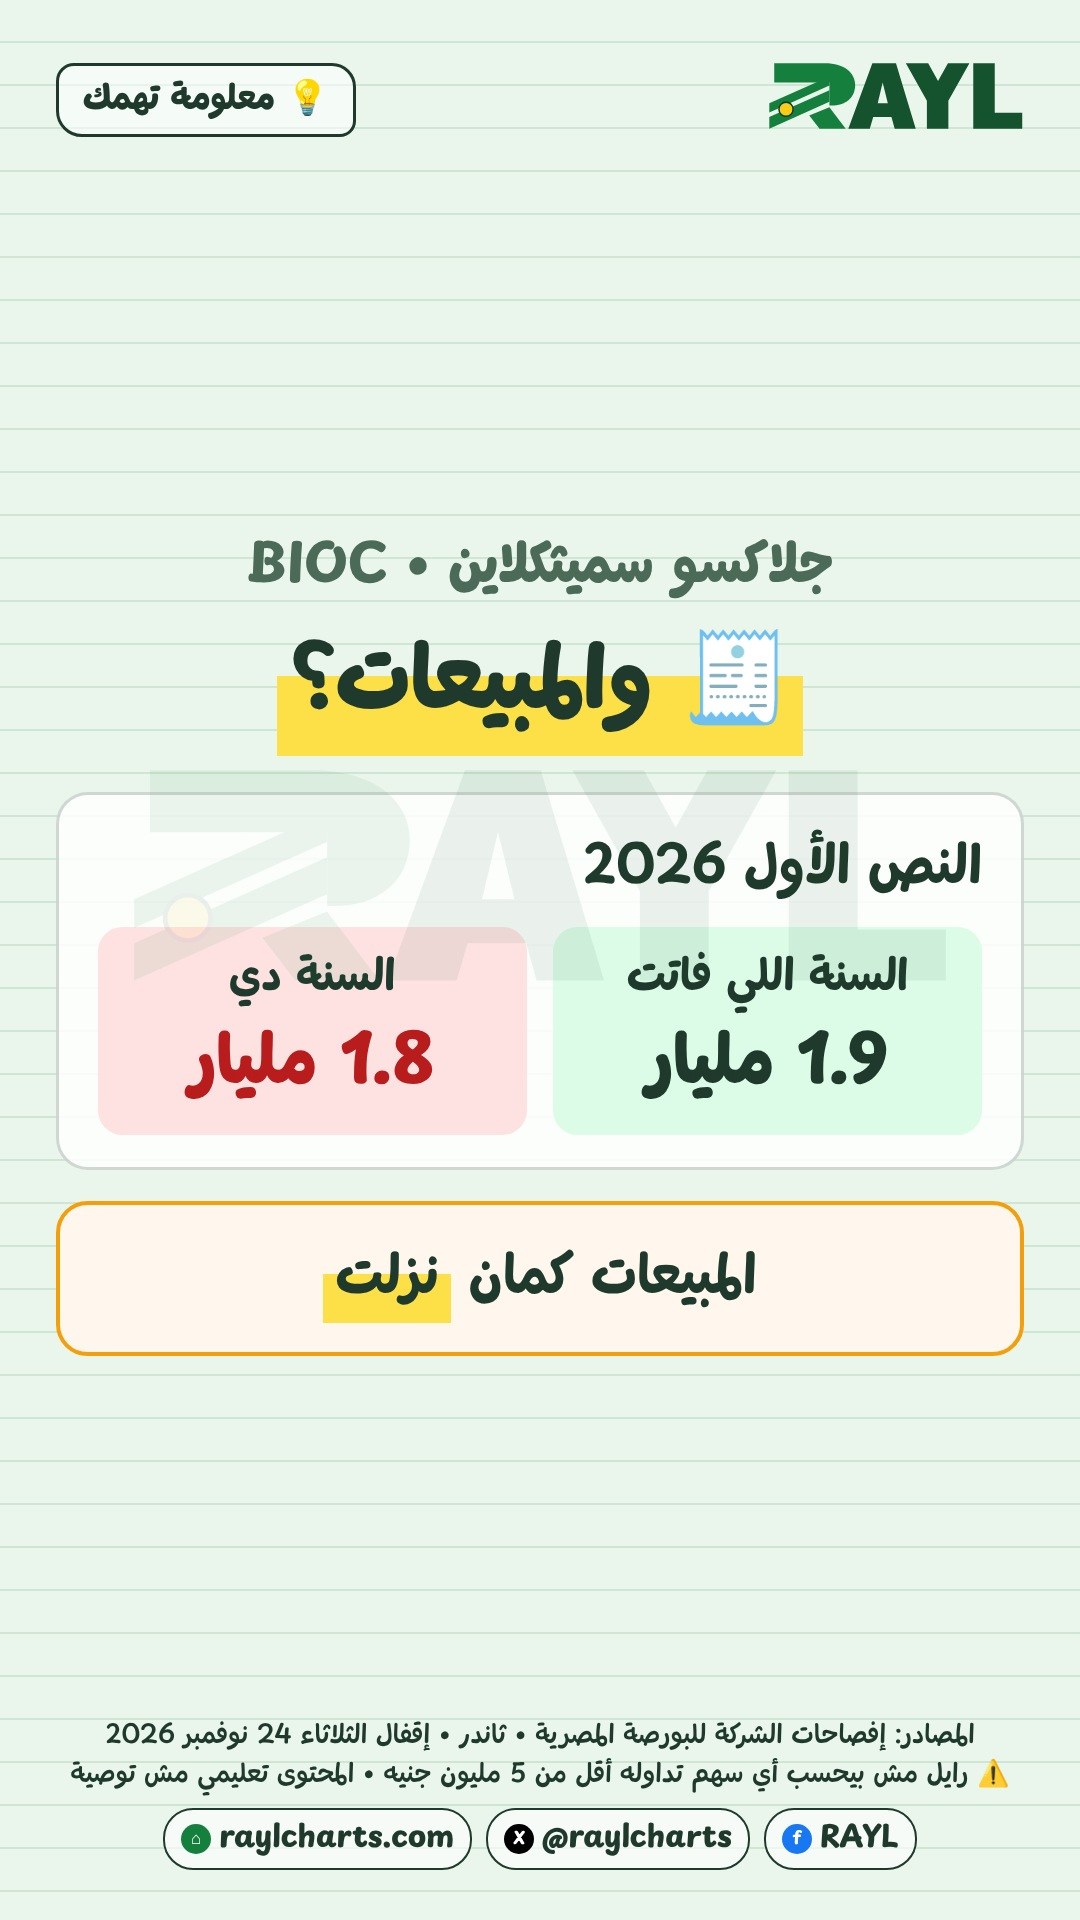 RAYL
💡 معلومة تهمك
جلاكسو سميثكلاين • BIOC
🧾 والمبيعات؟
النص الأول 2026
السنة اللي فاتت
1.9 مليار
السنة دي
1.8 مليار
المبيعات كمان نزلت
المصادر: إفصاحات الشركة للبورصة المصرية • ثاندر • إقفال الثلاثاء 24 نوفمبر 2026
⚠️ رايل مش بيحسب أي سهم تداوله أقل من 5 مليون جنيه • المحتوى تعليمي مش توصية
raylcharts.com
@raylcharts
RAYL